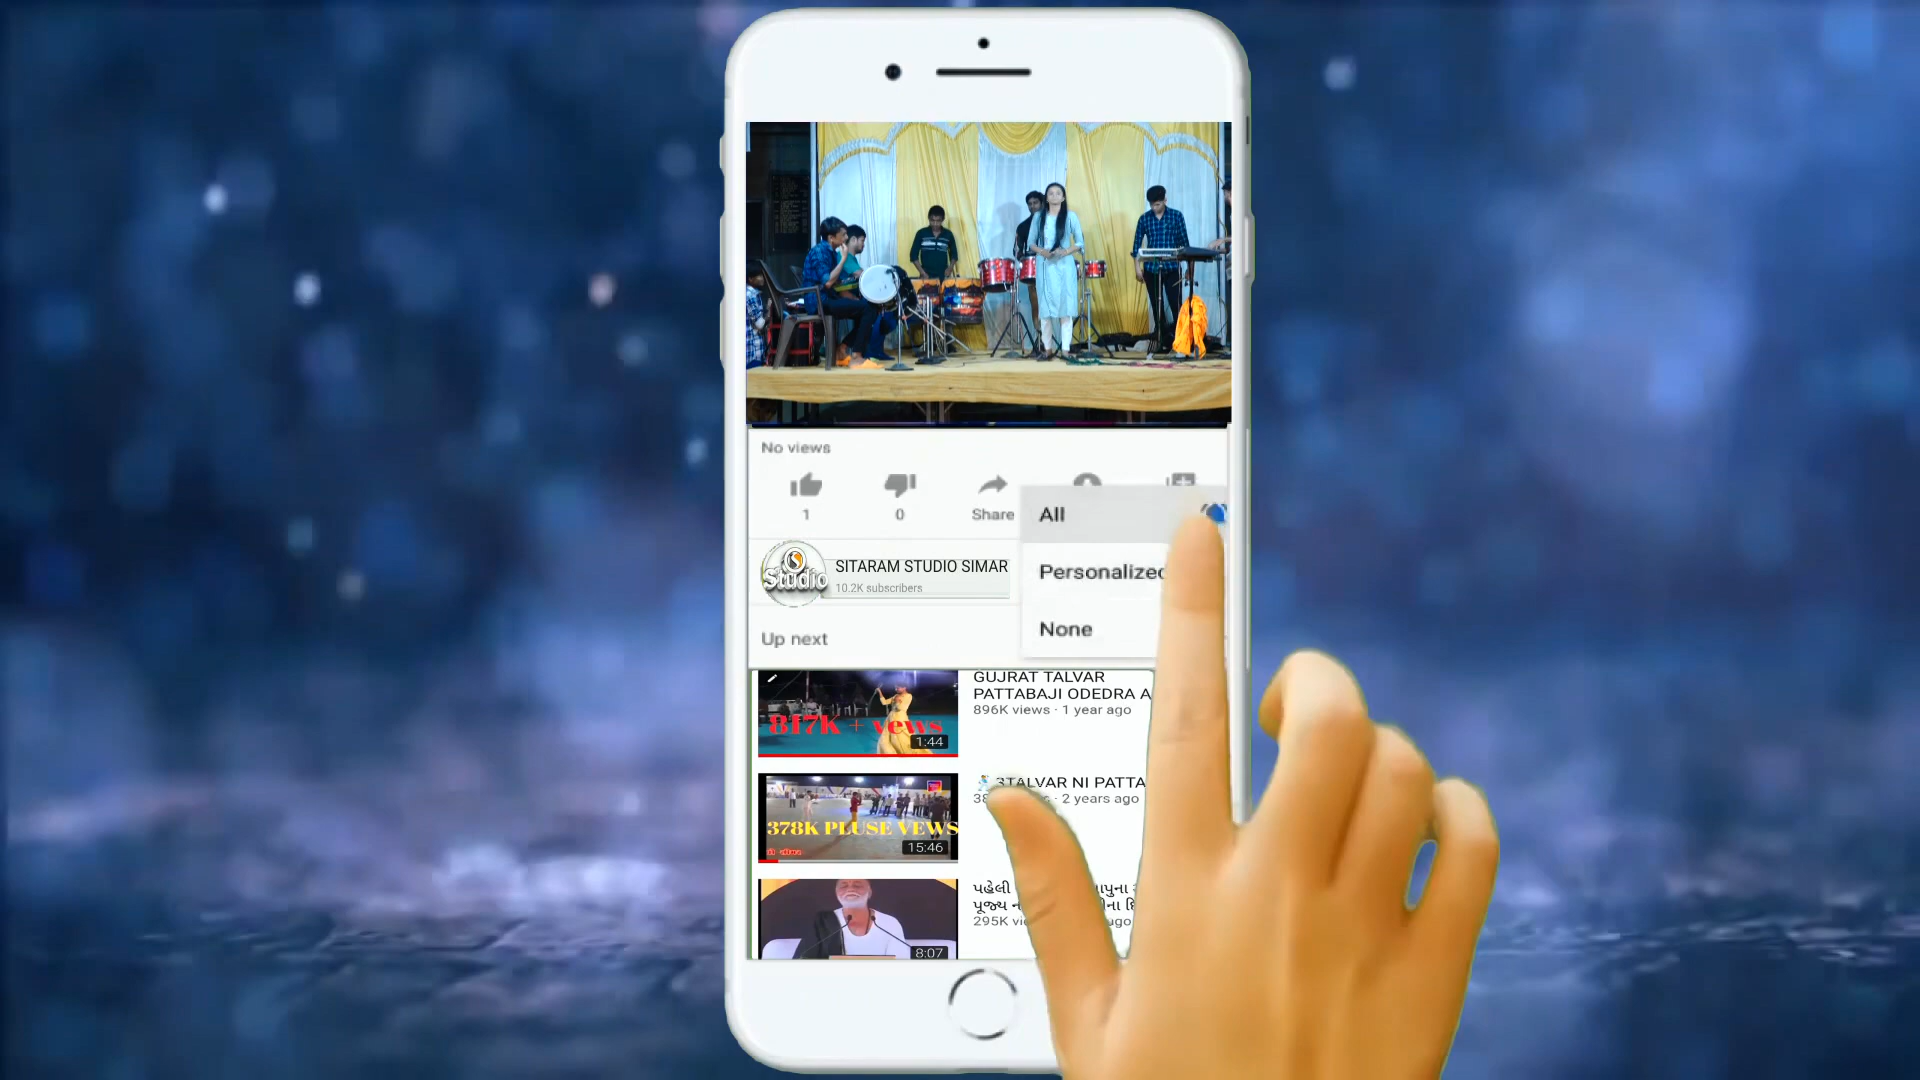 No views
1
0
Share
All
Personalized
None
Studio
SITARAM STUDIO SIMAR
10.2K subscribers
Up next
817K + vews
1:44
GUJRAT TALVAR
PATTABAJI ODEDRA A
896K views · 1 year ago
378K PLUSE VEWS
15:46
3TALVAR NI PATTA
2 years ago
8:07
પહેલી
પૂજ્ય
295K